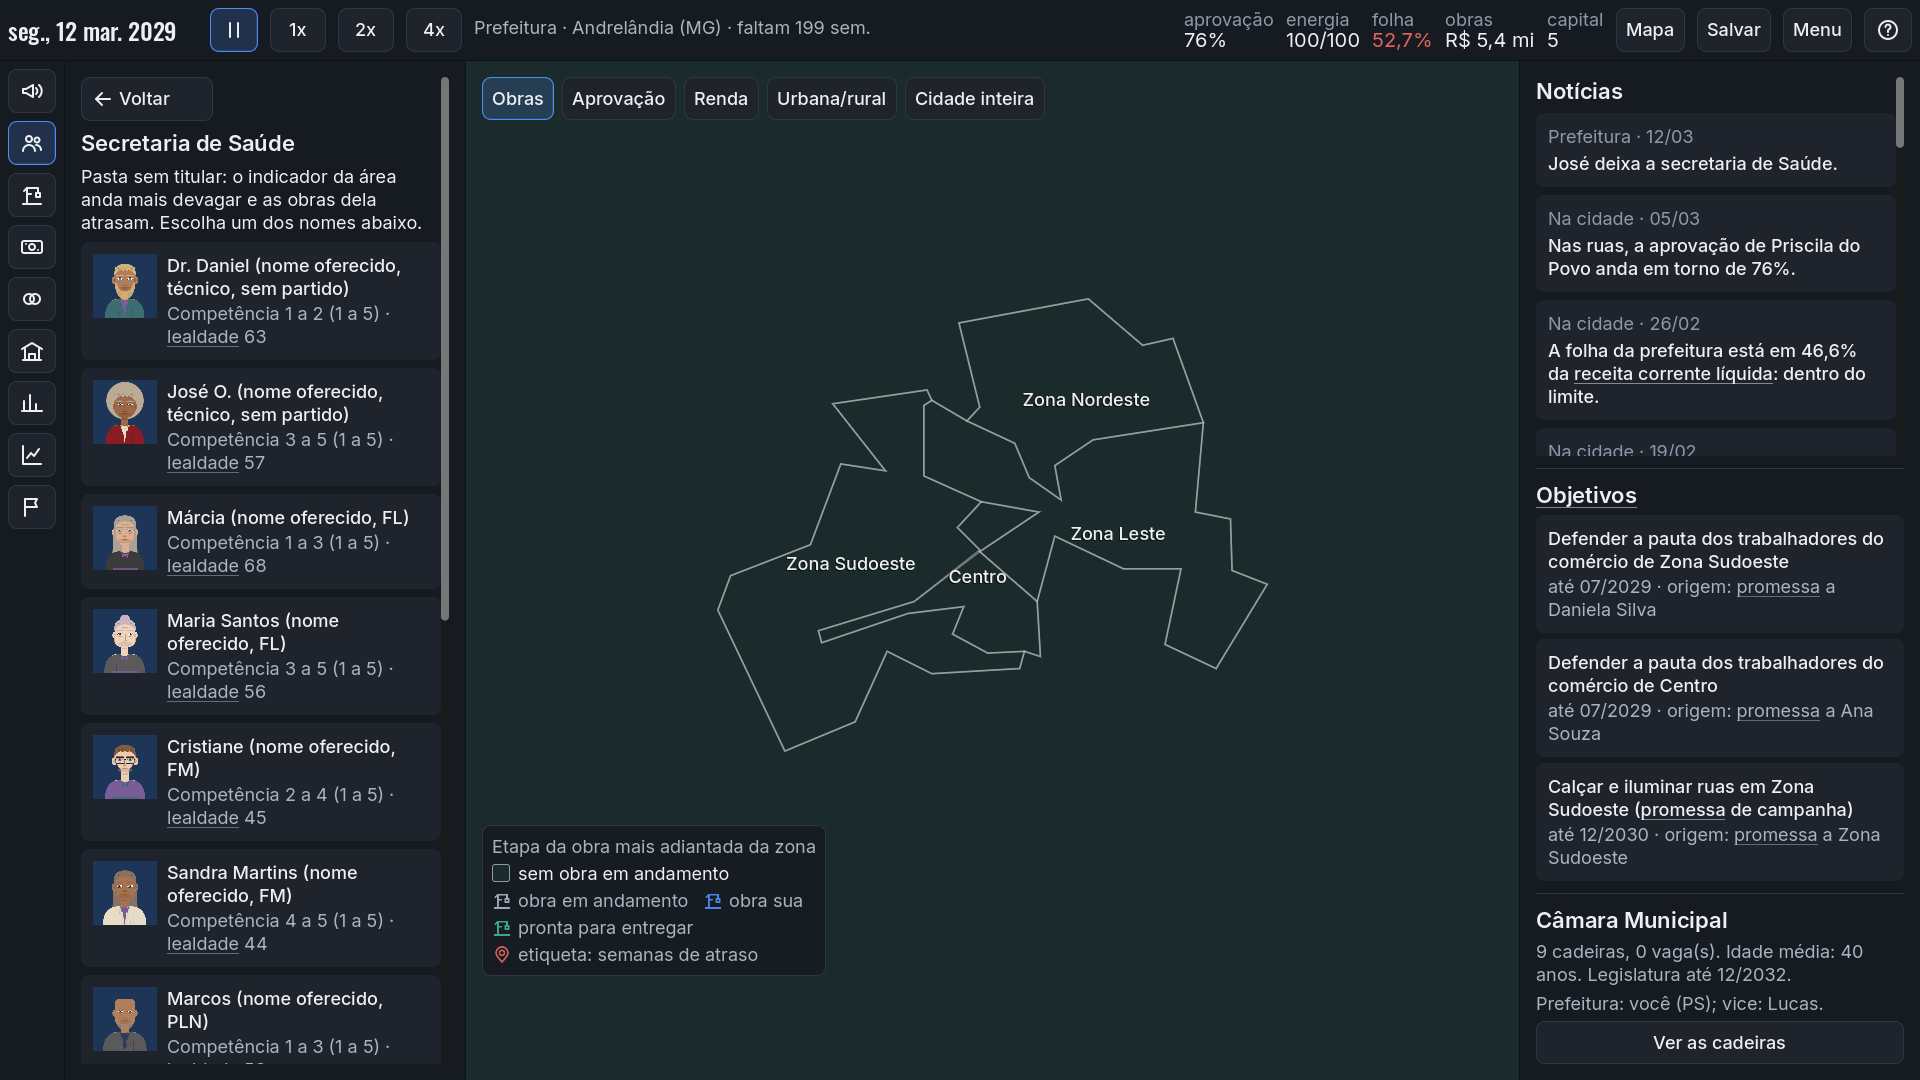 seg., 12 mar. 2029
1x
2x
4x
Prefeitura · Andrelândia (MG) · faltam 199 sem.
aprovação
76%
energia
100/100
folha
52,7%
obras
R$ 5,4 mi
capital
5
Mapa
Salvar
Menu
Voltar
Secretaria de Saúde
Pasta sem titular: o indicador da área
anda mais devagar e as obras dela
atrasam. Escolha um dos nomes abaixo.
Dr. Daniel (nome oferecido,
técnico, sem partido)
Competência 1 a 2 (1 a 5) ·
lealdade 63
José O. (nome oferecido,
técnico, sem partido)
Competência 3 a 5 (1 a 5) ·
lealdade 57
Márcia (nome oferecido, FL)
Competência 1 a 3 (1 a 5) ·
lealdade 68
Maria Santos (nome
oferecido, FL)
Competência 3 a 5 (1 a 5) ·
lealdade 56
Cristiane (nome oferecido,
FM)
Competência 2 a 4 (1 a 5) ·
lealdade 45
Sandra Martins (nome
oferecido, FM)
Competência 4 a 5 (1 a 5) ·
lealdade 44
Marcos (nome oferecido,
PLN)
Competência 1 a 3 (1 a 5) ·
Obras
Aprovação
Renda
Urbana/rural
Cidade inteira
Zona Nordeste
Zona Leste
Zona Sudoeste
Centro
Etapa da obra mais adiantada da zona
sem obra em andamento
obra em andamento
obra sua
pronta para entregar
etiqueta: semanas de atraso
Notícias
Prefeitura · 12/03
José deixa a secretaria de Saúde.
Na cidade · 05/03
Nas ruas, a aprovação de Priscila do
Povo anda em torno de 76%.
Na cidade · 26/02
A folha da prefeitura está em 46,6%
da receita corrente líquida: dentro do
limite.
Na cidade · 19/02
Objetivos
Defender a pauta dos trabalhadores do
comércio de Zona Sudoeste
até 07/2029 · origem: promessa a
Daniela Silva
Defender a pauta dos trabalhadores do
comércio de Centro
até 07/2029 · origem: promessa a Ana
Souza
Calçar e iluminar ruas em Zona
Sudoeste (promessa de campanha)
até 12/2030 · origem: promessa a Zona
Sudoeste
Câmara Municipal
9 cadeiras, 0 vaga(s). Idade média: 40
anos. Legislatura até 12/2032.
Prefeitura: você (PS); vice: Lucas.
Ver as cadeiras